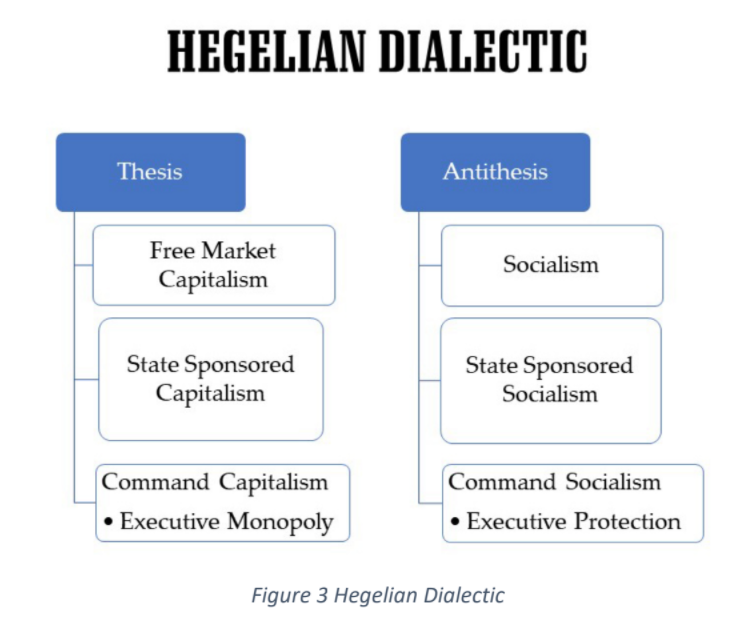 HEGELIAN DIALECTIC
Thesis
Free Market
Capitalism
State Sponsored
Capitalism
Command Capitalism
• Executive Monopoly
Antithesis
Socialism
State Sponsored
Socialism
Command Socialism
• Executive Protection
Figure 3 Hegelian Dialectic